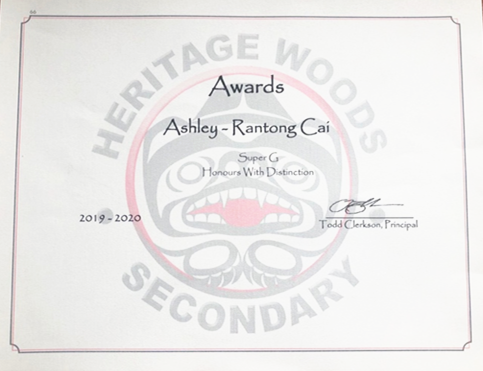 HERITAGE WOODS
Awards
Ashley - Rantong Cai
Super G
Honours With Distinction
2019 - 2020
Todd Clerkson, Principal
SECONDARY